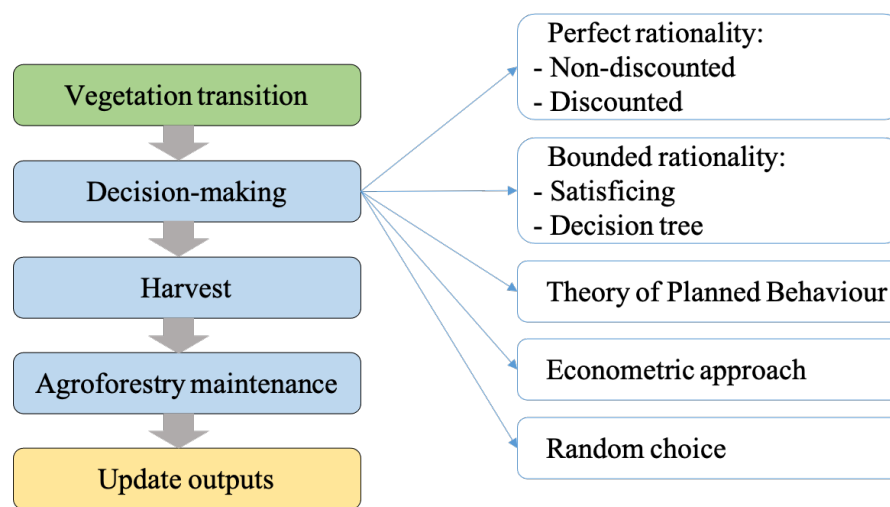 Vegetation transition
Decision-making
Harvest
Agroforestry maintenance
Update outputs
Perfect rationality:
- Non-discounted
- Discounted
Bounded rationality:
- Satisficing
- Decision tree
Theory of Planned Behaviour
Econometric approach
Random choice